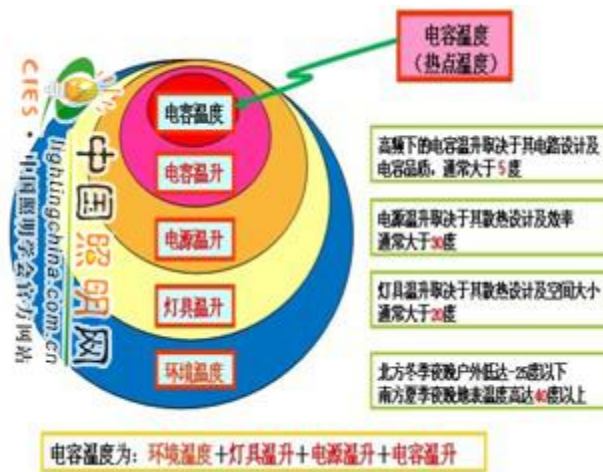 电容温度
（热点温度）
电容温度
电容温升
电源温升
灯具温升
环境温度
高频下的电容温升取决于其电路设计及
电容品质，通常大于5度
电源温升取决于其散热设计及效率
通常大于30度
灯具温升取决于其散热设计及空间大小
通常大于20度
北方冬季夜晚户外低达-25度以下
南方夏季夜晚地表温度高达40度以上
电容温度为：环境温度+灯具温升+电源温升+电容温升
CIES·中国照明学会官方网站
lightingchina.com.cn
中国照明网